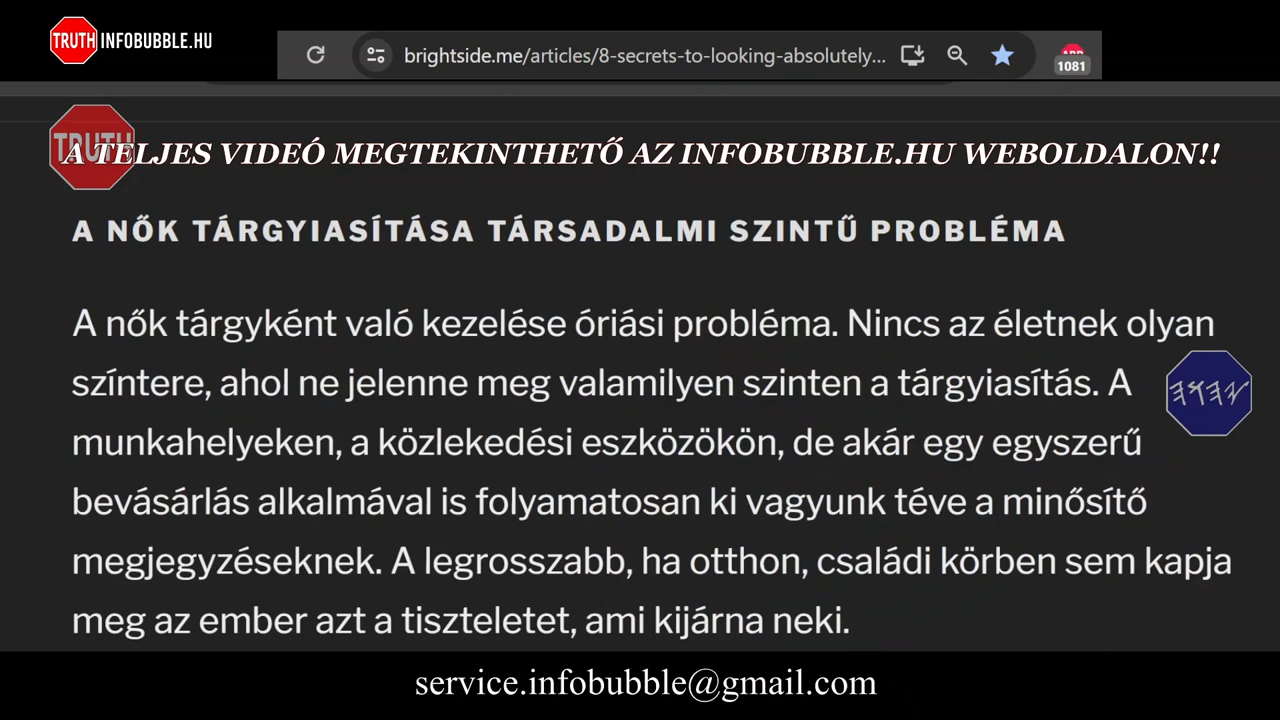 TRUTH INFOBUBBLE.HU
brightside.me/articles/8-secrets-to-looking-absolutely...
ABP
1081
TRUTH
A TELJES VIDEÓ MEGTEKINTHETŐ AZ INFOBUBBLE.HU WEBOLDALON!!
A NŐK TÁRGYIASÍTÁSA TÁRSADALMI SZINTŰ PROBLÉMA
A nők tárgyként való kezelése óriási probléma. Nincs az életnek olyan
színtere, ahol ne jelenne meg valamilyen szinten a tárgyiasítás. A
munkahelyeken, a közlekedési eszközökön, de akár egy egyszerű
bevásárlás alkalmával is folyamatosan ki vagyunk téve a minősítő
megjegyzéseknek. A legrosszabb, ha otthon, családi körben sem kapja
meg az ember azt a tiszteletet, ami kijárna neki.
service.infobubble@gmail.com